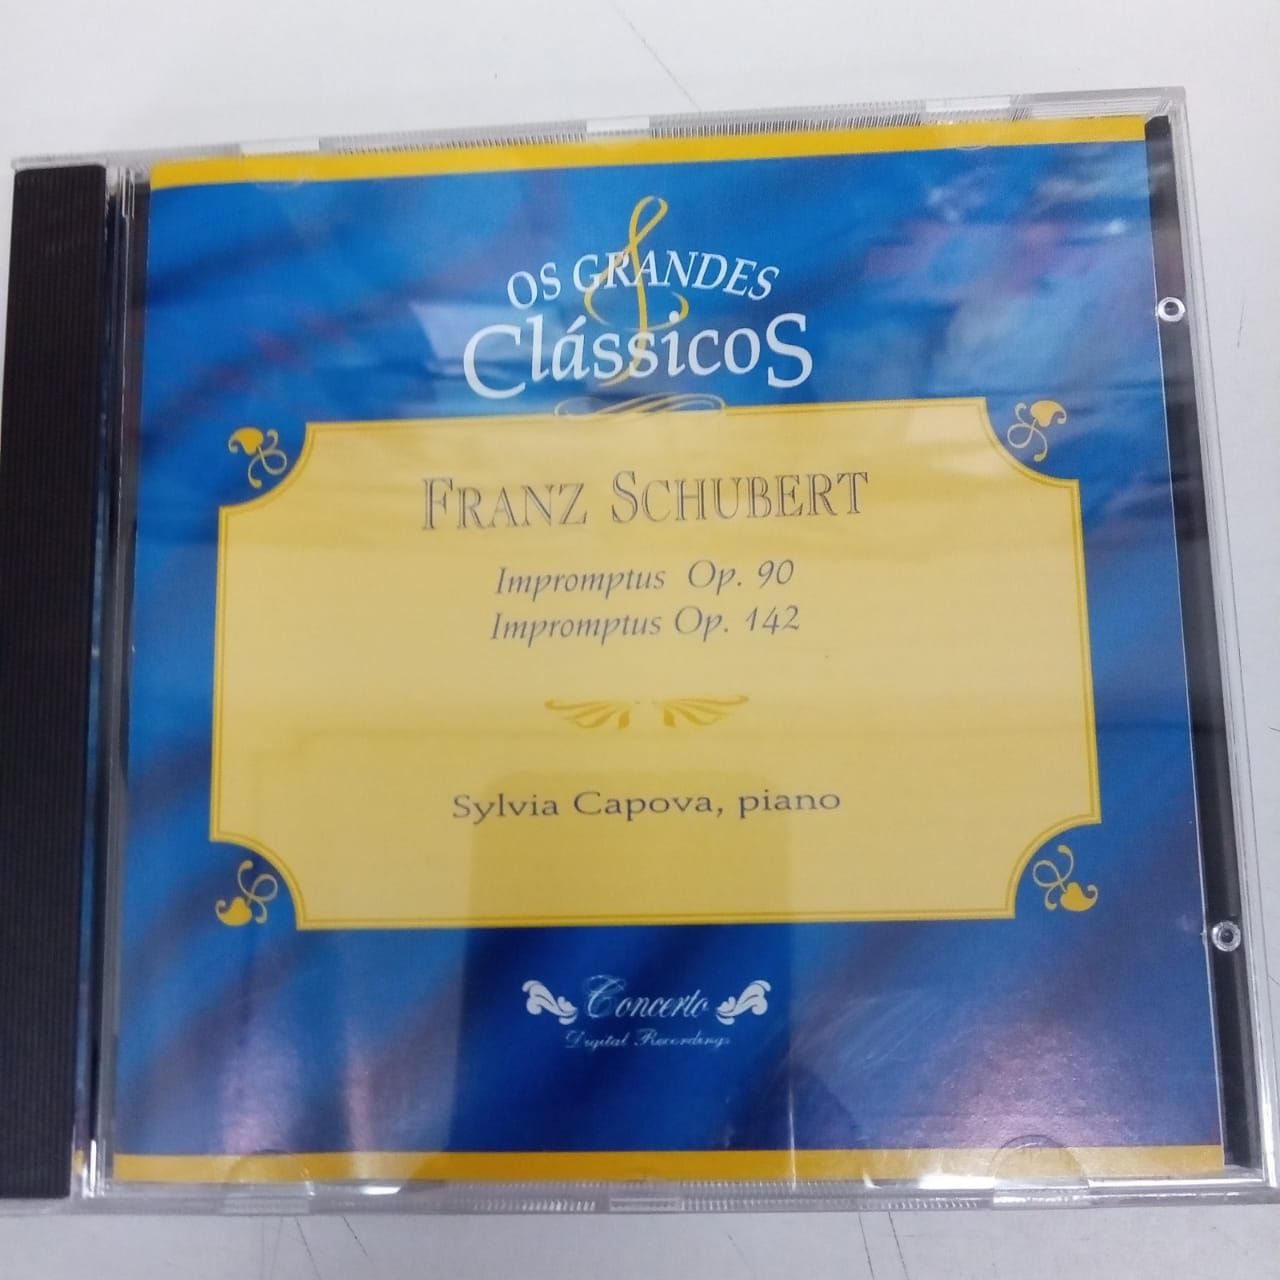 OS GRANDES
Clássicos
FRANZ SCHUBERT
Impromptus Op. 90
Impromptus Op. 142
Sylvia Capova, piano
Concerto
Digital Recordings